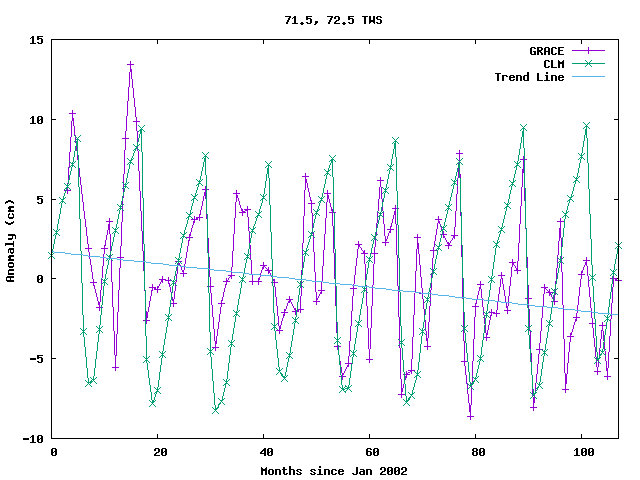 71.5, 72.5 TWS
GRACE
CLM
Trend Line
15
10
5
0
-5
-10
Anomaly (cm)
0 20 40 60 80 100
Months since Jan 2002